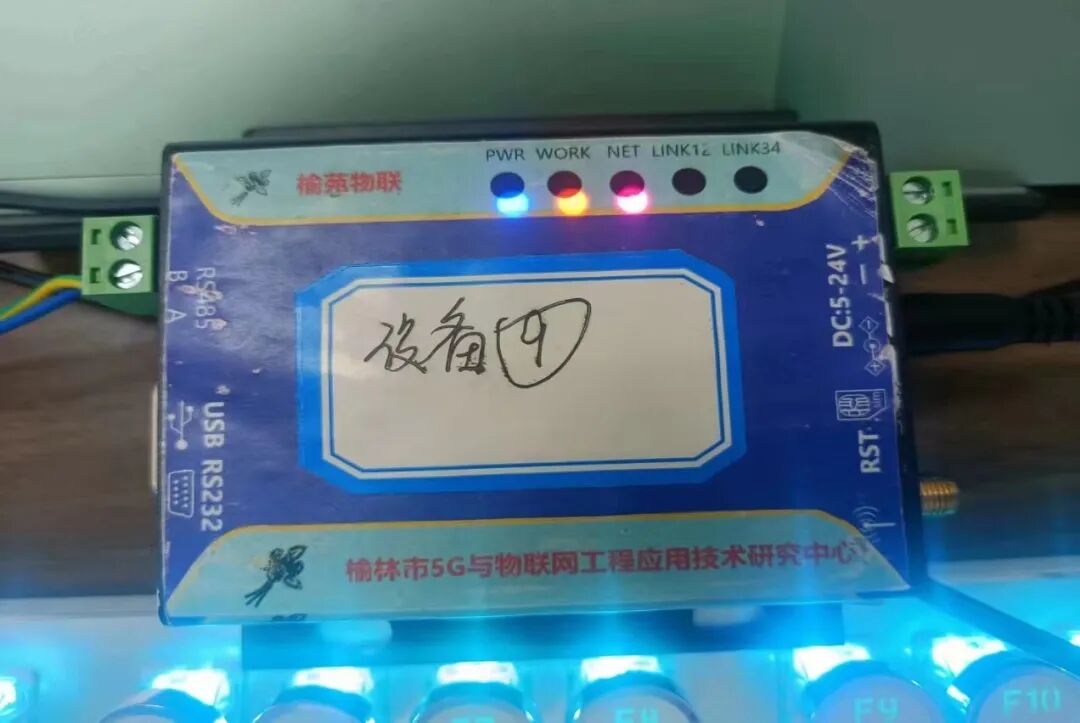 PWR WORK NET LINK12 LINK34
榆苑物联
RS485
B A
设备⑨
DC:5-24V
- +
sim
RST
USB RS232
榆林市5G与物联网工程应用技术研究中心
F9
F10